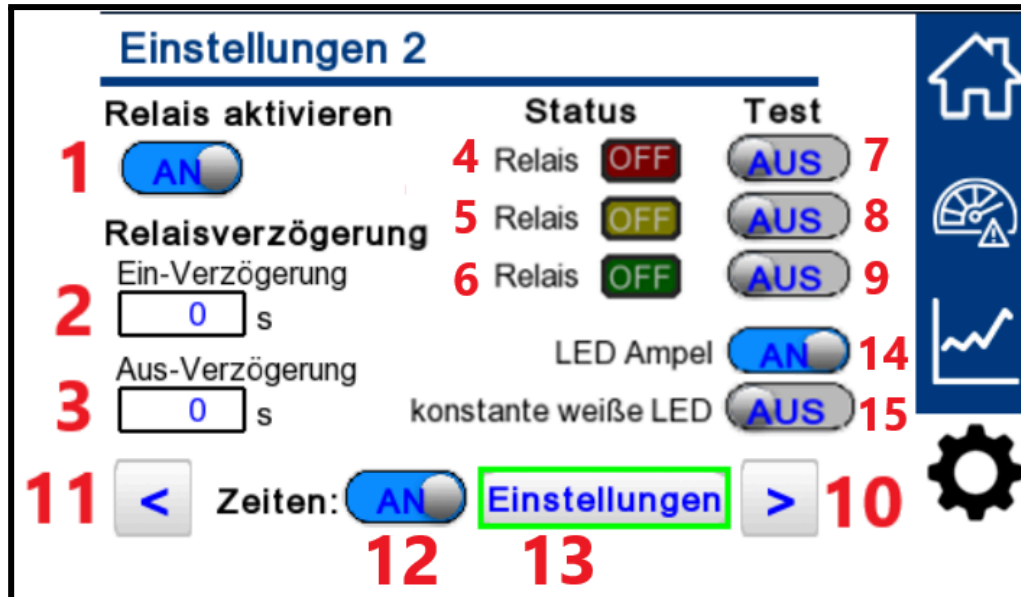 Einstellungen 2
Relais aktivieren
Status
Test
1 AN
4 Relais OFF AUS 7
5 Relais OFF AUS 8
6 Relais OFF AUS 9
Relaisverzögerung
Ein-Verzögerung
2 0 s
Aus-Verzögerung
3 0 s
LED Ampel AN 14
konstante weiße LED AUS 15
11 < Zeiten: AN Einstellungen > 10
12 13